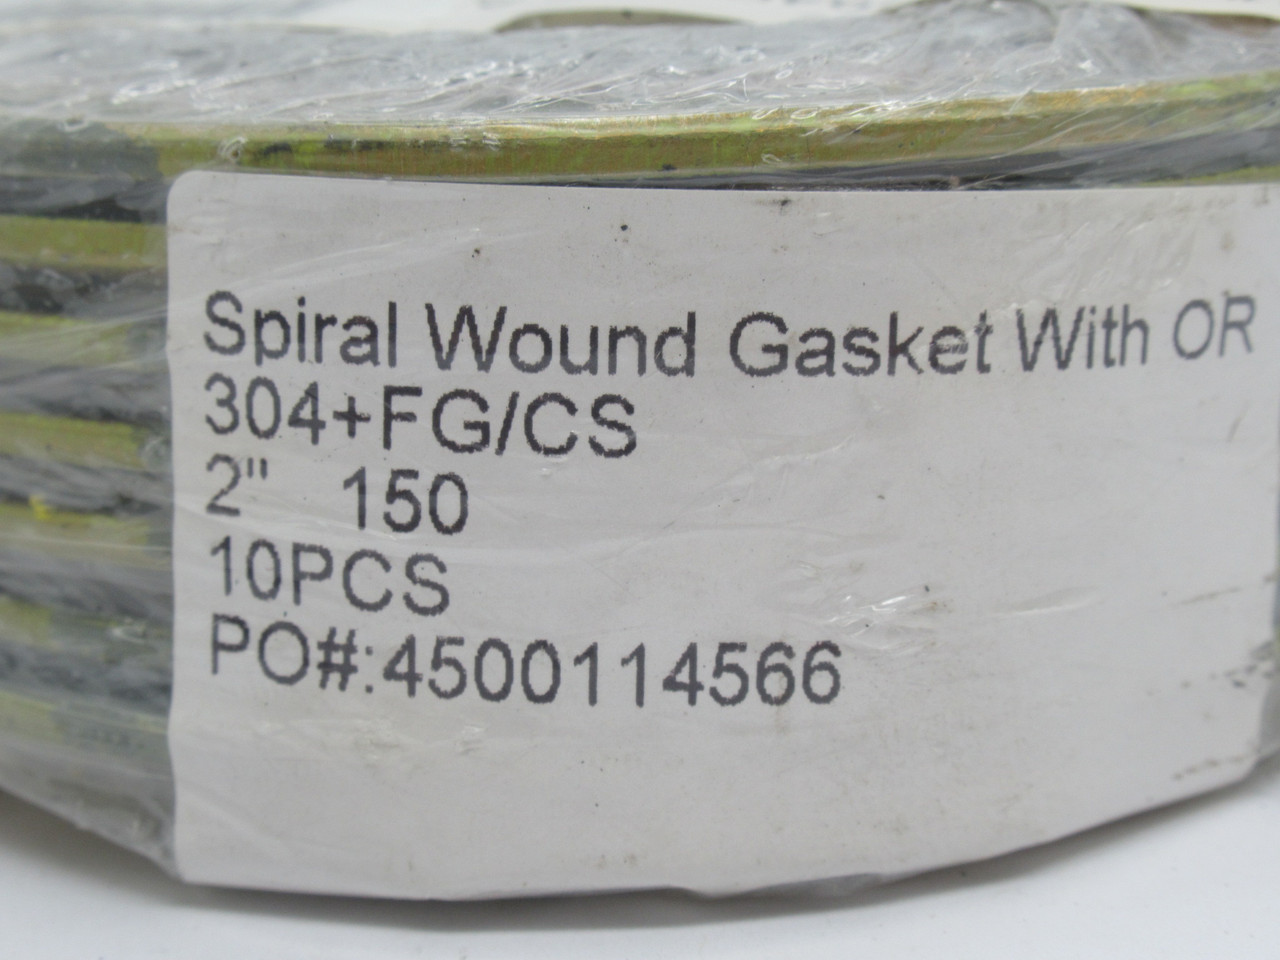 Spiral Wound Gasket With OR
304+FG/CS
2" 150
10PCS
PO#:4500114566